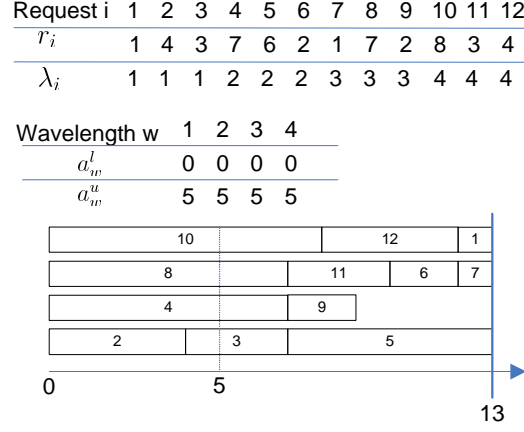 Request i 1 2 3 4 5 6 7 8 9 10 11 12
r_i 1 4 3 7 6 2 1 7 2 8 3 4
λ_i 1 1 1 2 2 2 3 3 3 4 4 4
Wavelength w 1 2 3 4
a_w^l 0 0 0 0
a_w^u 5 5 5 5
10 12 1
8 11 6 7
4 9
2 3 5
0 5
13